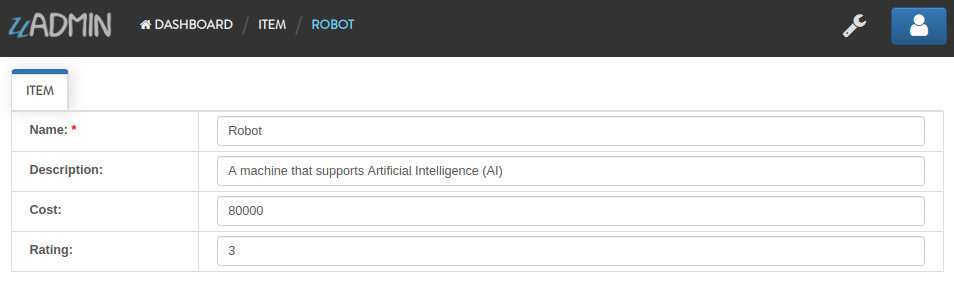 uADMIN DASHBOARD / ITEM / ROBOT
ITEM
Name: * Robot
Description: A machine that supports Artificial Intelligence (AI)
Cost: 80000
Rating: 3